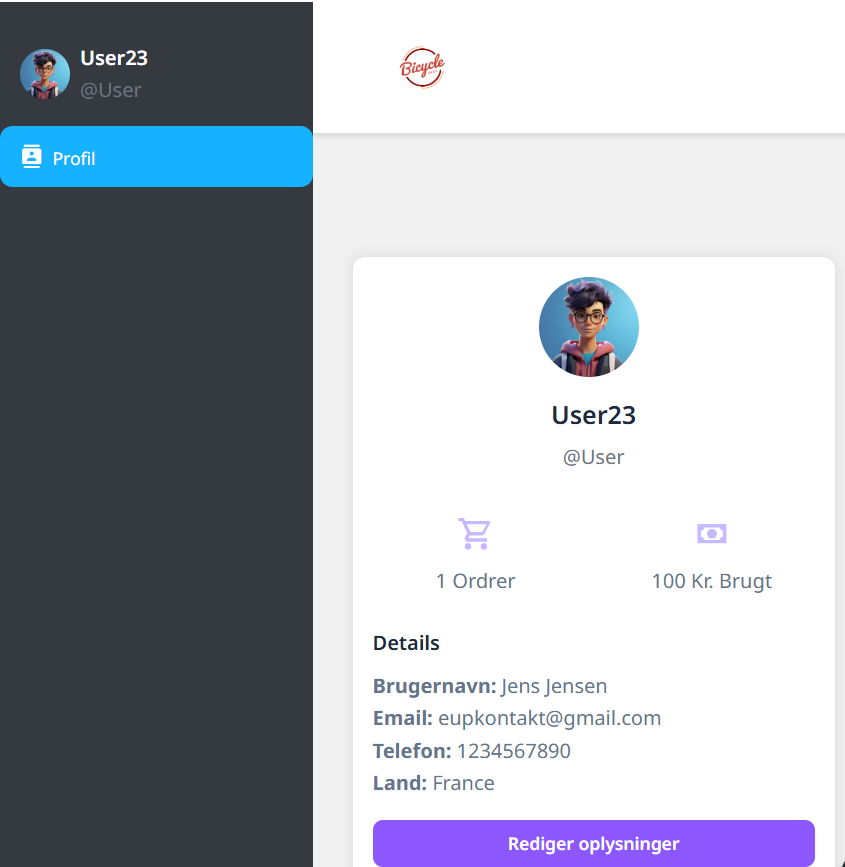 User23
@User
Profil
Bicycle
User23
@User
1 Ordrer
100 Kr. Brugt
Details
Brugernavn: Jens Jensen
Email: eupkontakt@gmail.com
Telefon: 1234567890
Land: France
Rediger oplysninger